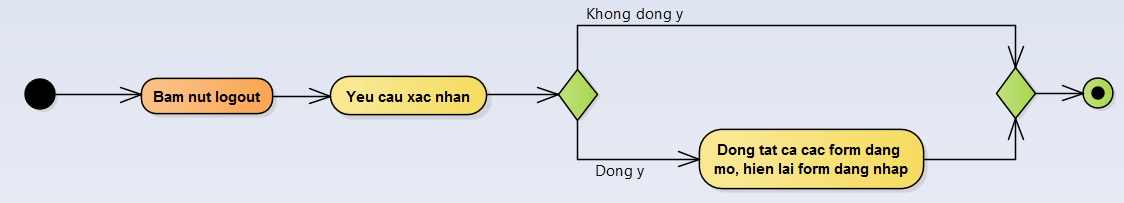 Khong dong y
Bam nut logout
Yeu cau xac nhan
Dong y
Dong tat ca cac form dang
mo, hien lai form dang nhap